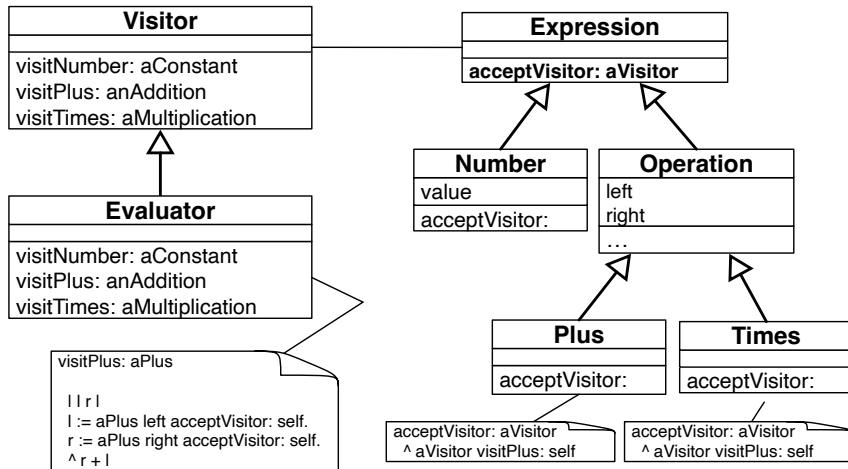 Visitor
visitNumber: aConstant
visitPlus: anAddition
visitTimes: aMultiplication
Expression
acceptVisitor: aVisitor
Number
value
acceptVisitor:
Operation
left
right
...
Evaluator
visitNumber: aConstant
visitPlus: anAddition
visitTimes: aMultiplication
Plus
acceptVisitor:
Times
acceptVisitor:
visitPlus: aPlus
| l r |
l := aPlus left acceptVisitor: self.
r := aPlus right acceptVisitor: self.
^ r + l
acceptVisitor: aVisitor
^ aVisitor visitPlus: self
acceptVisitor: aVisitor
^ aVisitor visitPlus: self